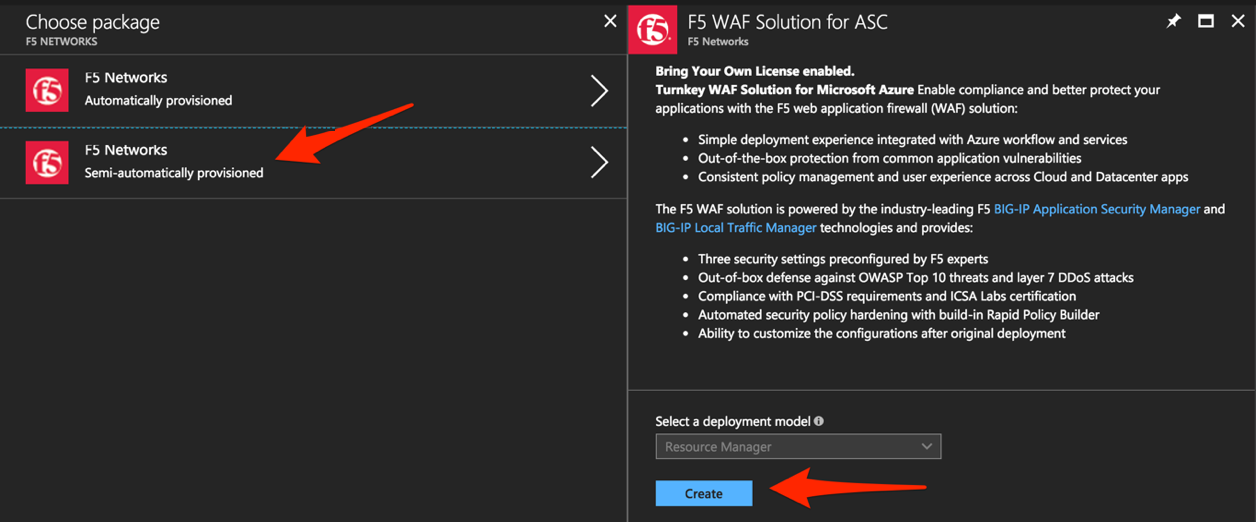 Choose package
F5 NETWORKS
F5 Networks
Automatically provisioned
F5 Networks
Semi-automatically provisioned
F5 WAF Solution for ASC
F5 Networks
Bring Your Own License enabled.
Turnkey WAF Solution for Microsoft Azure Enable compliance and better protect your
applications with the F5 web application firewall (WAF) solution:
• Simple deployment experience integrated with Azure workflow and services
• Out-of-the-box protection from common application vulnerabilities
• Consistent policy management and user experience across Cloud and Datacenter apps
The F5 WAF solution is powered by the industry-leading F5 BIG-IP Application Security Manager and
BIG-IP Local Traffic Manager technologies and provides:
• Three security settings preconfigured by F5 experts
• Out-of-box defense against OWASP Top 10 threats and layer 7 DDoS attacks
• Compliance with PCI-DSS requirements and ICSA Labs certification
• Automated security policy hardening with build-in Rapid Policy Builder
• Ability to customize the configurations after original deployment
Select a deployment model
Resource Manager
Create